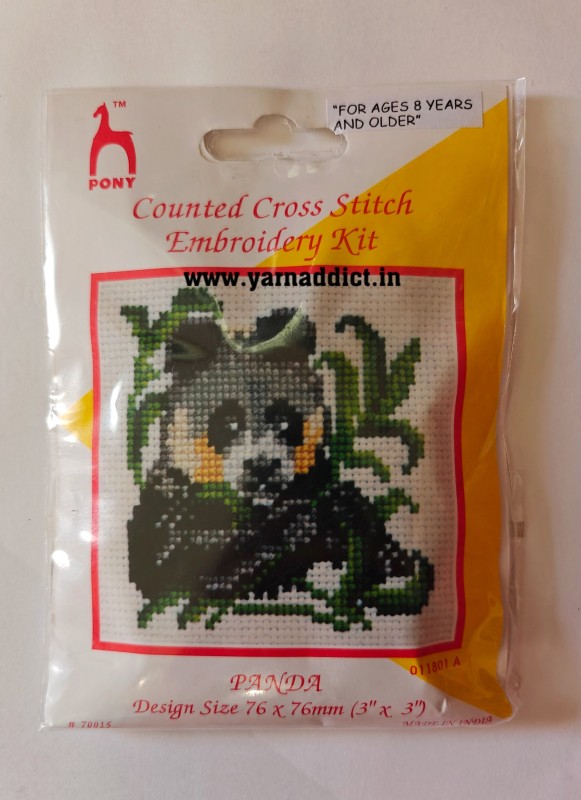 TM
"FOR AGES 8 YEARS
AND OLDER"
PONY
Counted Cross Stitch
Embroidery Kit
www.yarnaddict.in
011801 A
PANDA
Design Size 76 x 76mm (3" x 3")
# 70015
MADE IN INDIA